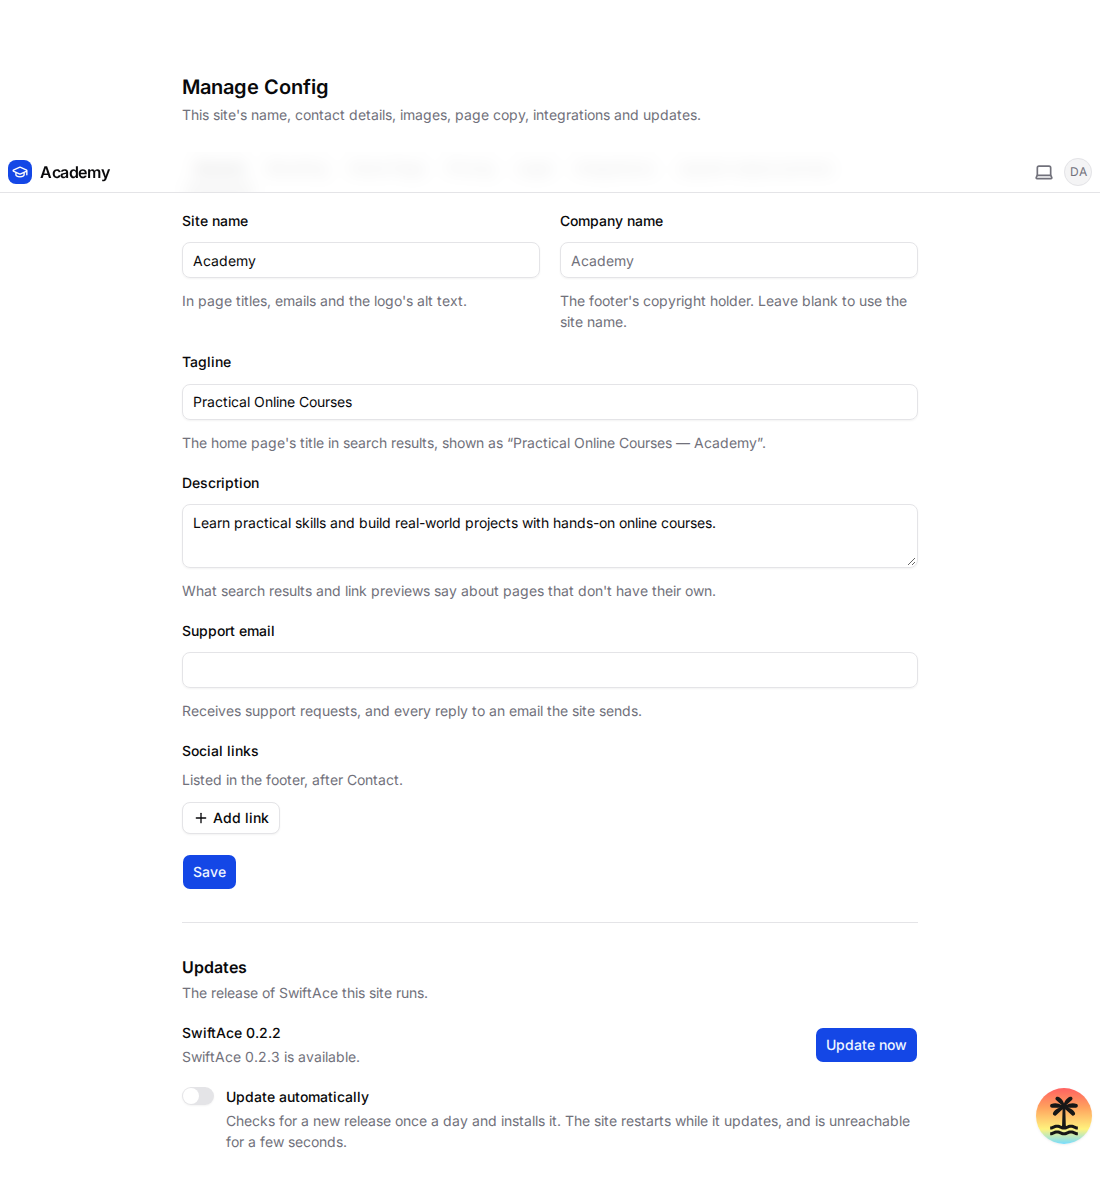 Manage Config
This site's name, contact details, images, page copy, integrations and updates.
Academy
DA
Site name
Company name
Academy
Academy
In page titles, emails and the logo's alt text.
The footer's copyright holder. Leave blank to use the
site name.
Tagline
Practical Online Courses
The home page's title in search results, shown as “Practical Online Courses — Academy”.
Description
Learn practical skills and build real-world projects with hands-on online courses.
What search results and link previews say about pages that don't have their own.
Support email
Receives support requests, and every reply to an email the site sends.
Social links
Listed in the footer, after Contact.
Add link
Save
Updates
The release of SwiftAce this site runs.
SwiftAce 0.2.2
SwiftAce 0.2.3 is available.
Update now
Update automatically
Checks for a new release once a day and installs it. The site restarts while it updates, and is unreachable
for a few seconds.